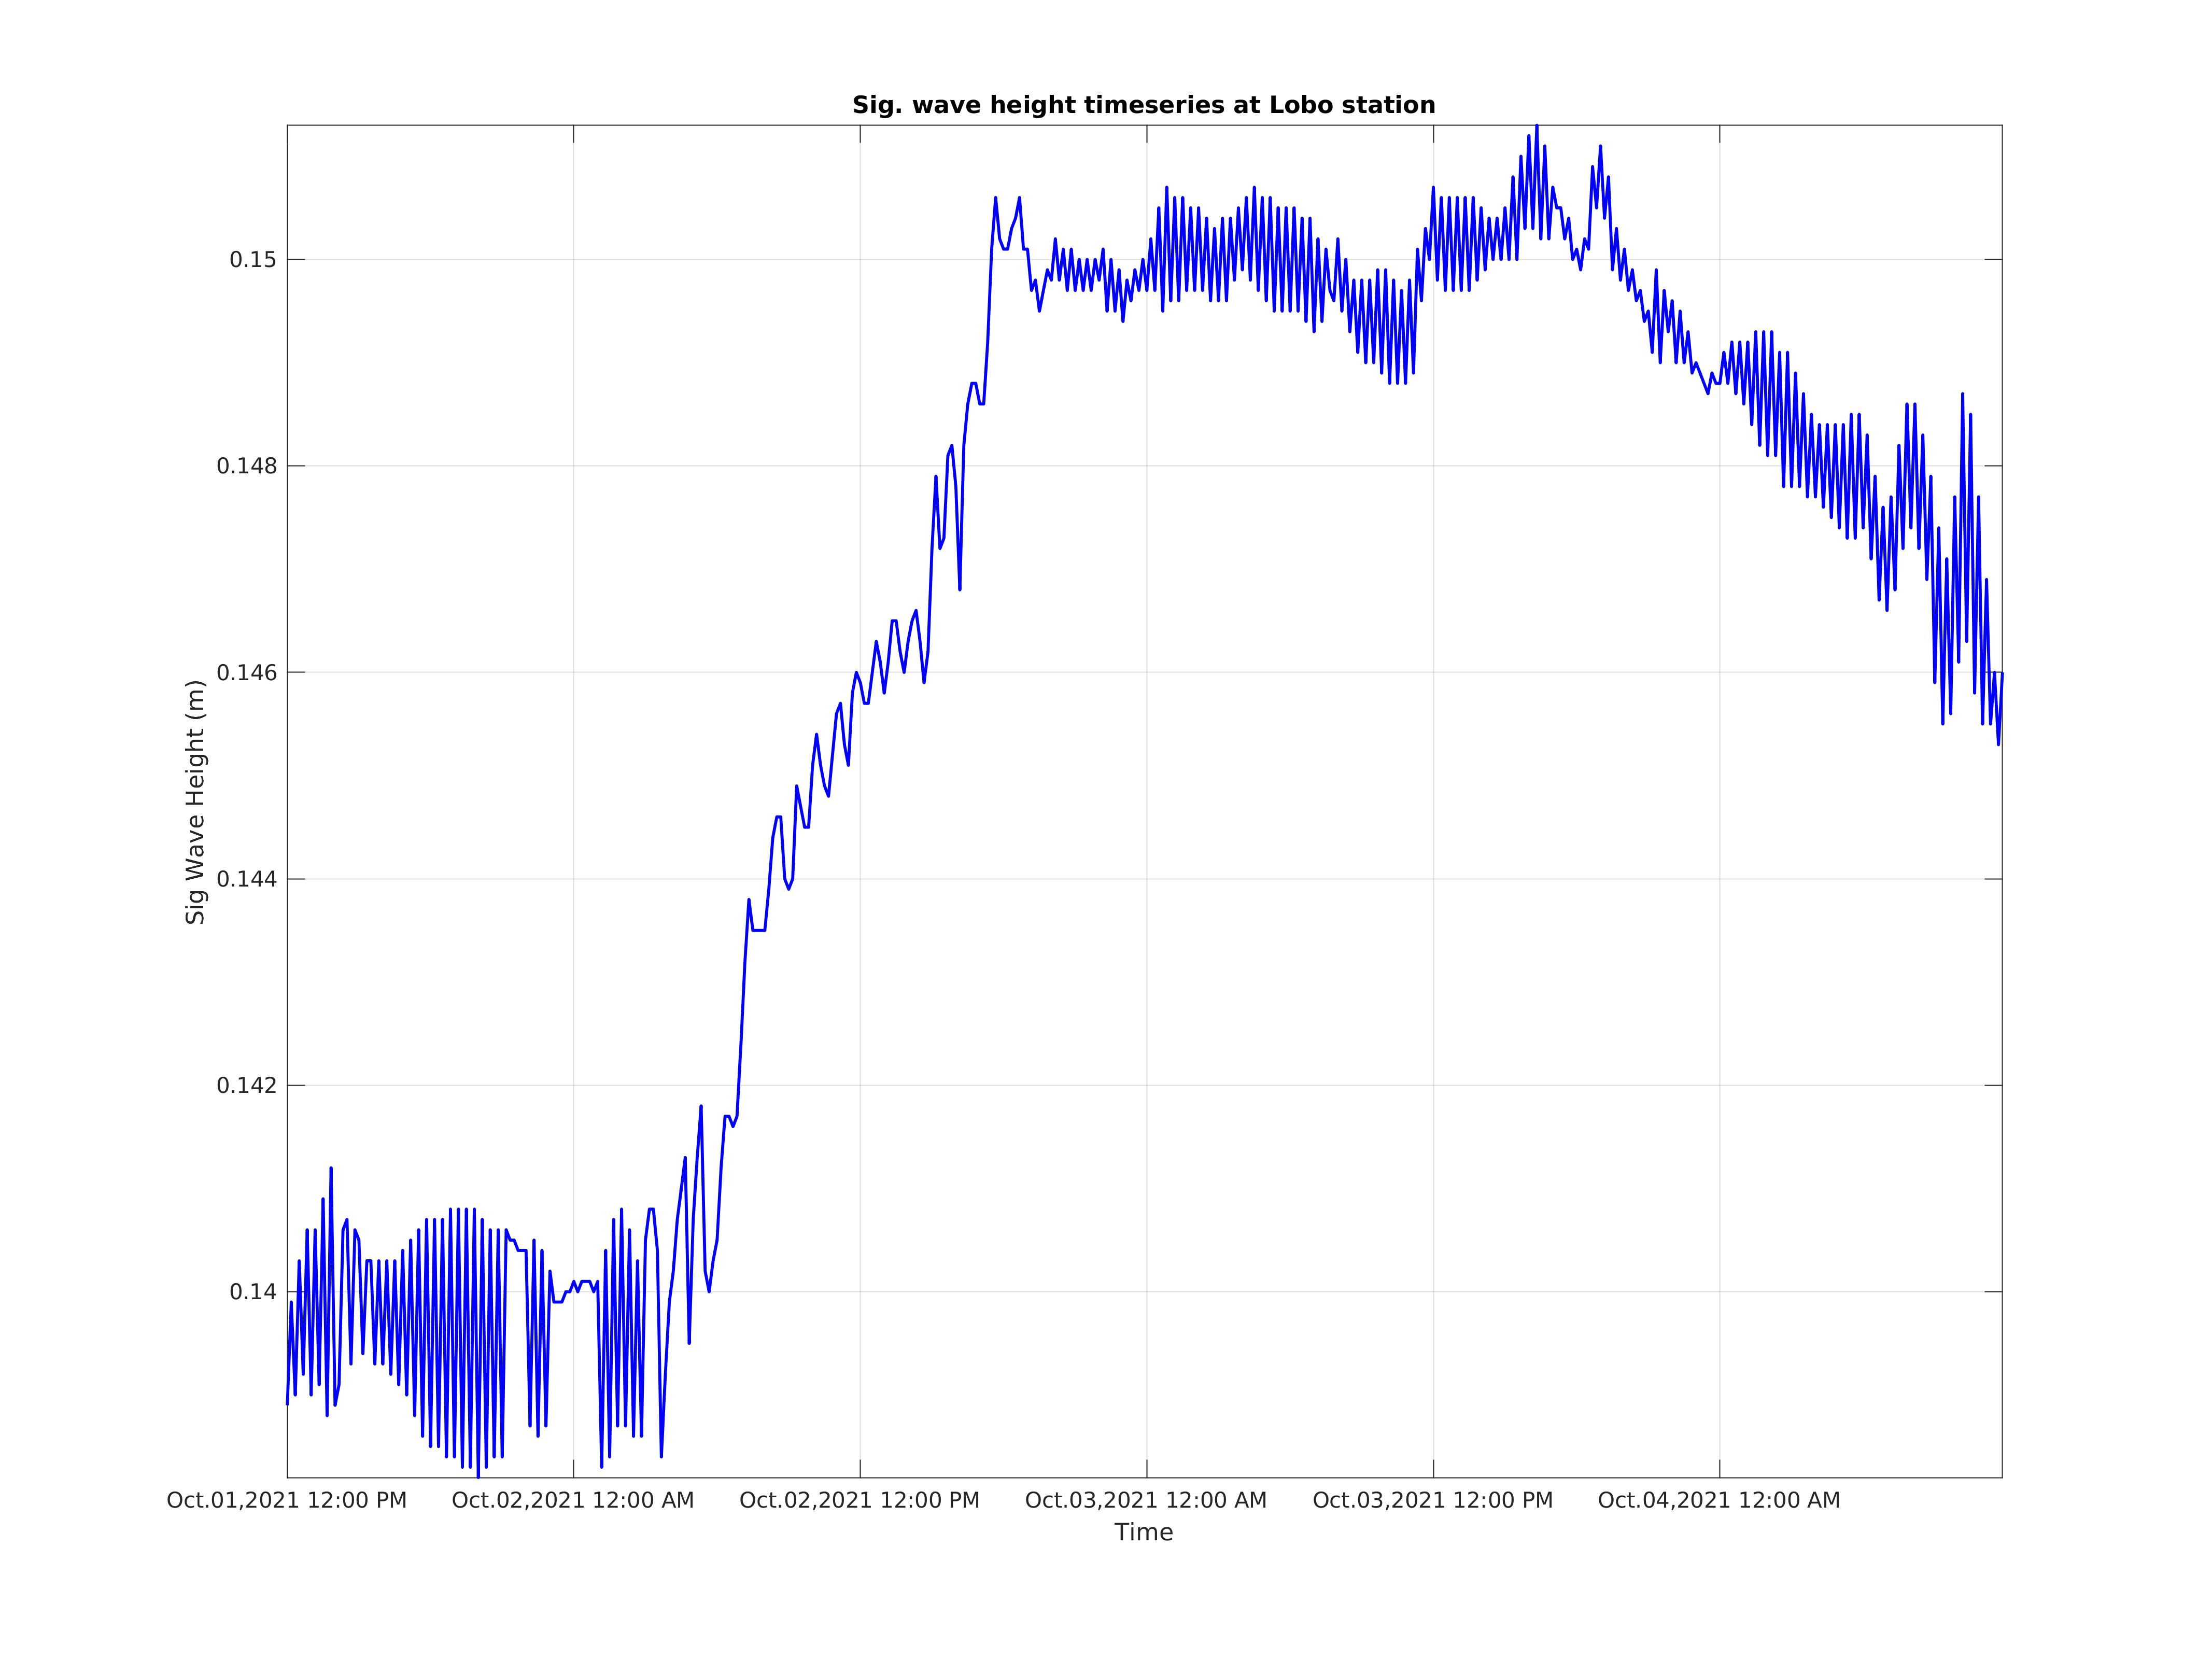 Sig. wave height timeseries at Lobo station
0.15
0.148
0.146
0.144
0.142
0.14
Sig Wave Height (m)
Oct.01,2021 12:00 PM
Oct.02,2021 12:00 AM
Oct.02,2021 12:00 PM
Oct.03,2021 12:00 AM
Oct.03,2021 12:00 PM
Oct.04,2021 12:00 AM
Time